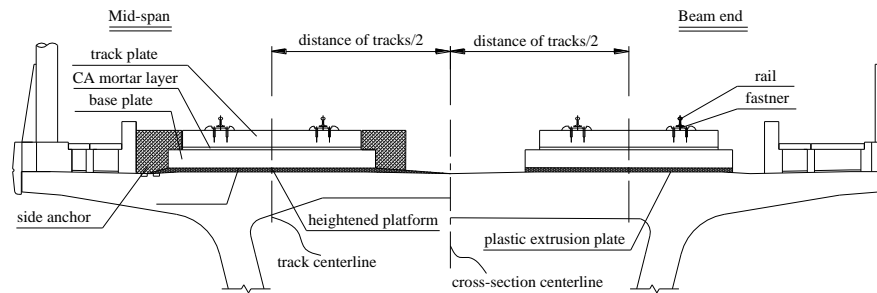 Mid-span
Beam end
distance of tracks/2
distance of tracks/2
track plate
CA mortar layer
base plate
rail
fastner
side anchor
heightened platform
plastic extrusion plate
track centerline
cross-section centerline